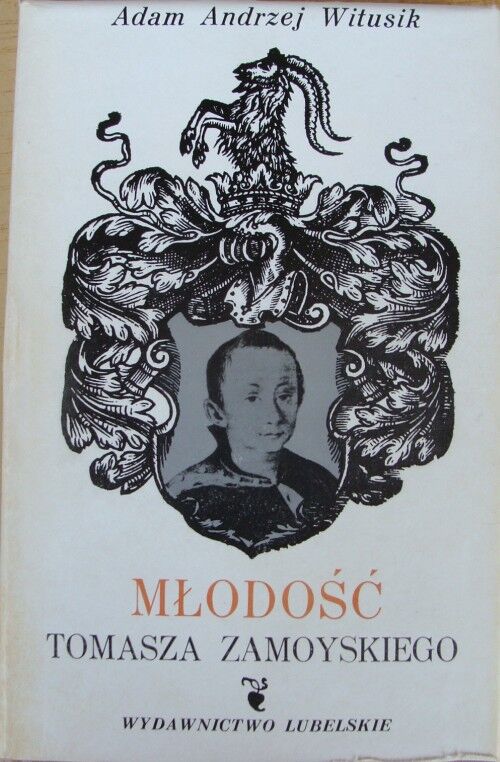 Adam Andrzej Witusik
MŁODOŚĆ
TOMASZA ZAMOYSKIEGO
WYDAWNICTWO LUBELSKIE